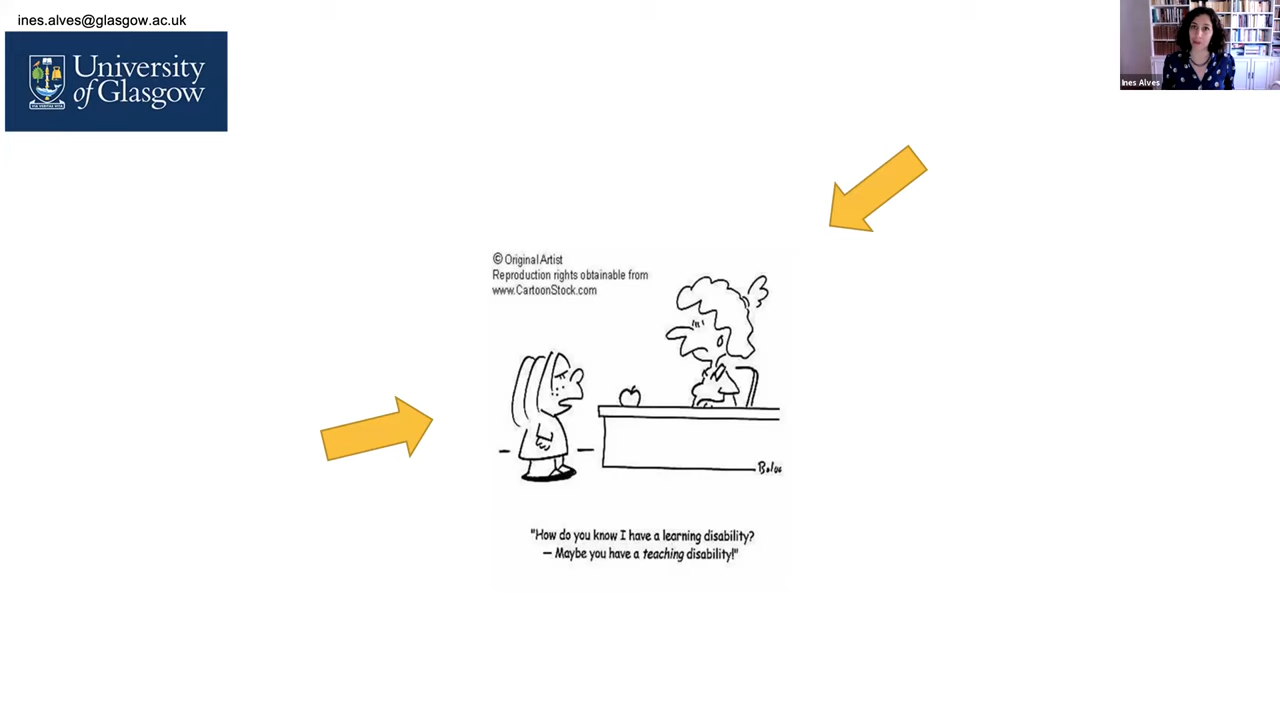 ines.alves@glasgow.ac.uk
University
of Glasgow
Ines Alves
© Original Artist
Reproduction rights obtainable from
www.CartoonStock.com
"How do you know I have a learning disability?
— Maybe you have a teaching disability!"